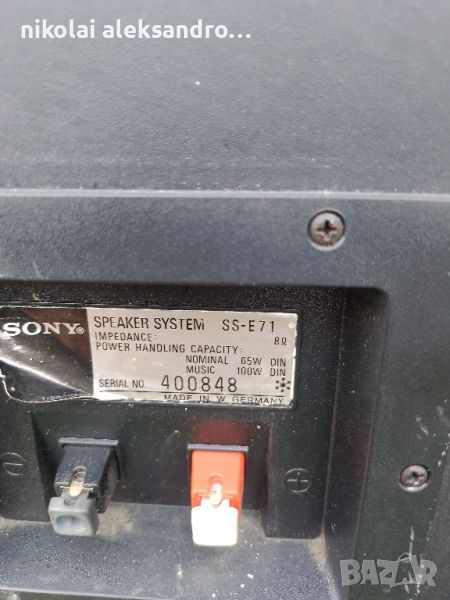 nikolai aleksandro...
SONY®
SPEAKER SYSTEM SS-E71
IMPEDANCE: 8Ω
POWER HANDLING CAPACITY:
NOMINAL 65W DIN
MUSIC 100W DIN
SERIAL NO. 400848 ✲
MADE IN W. GERMANY
BAZAR